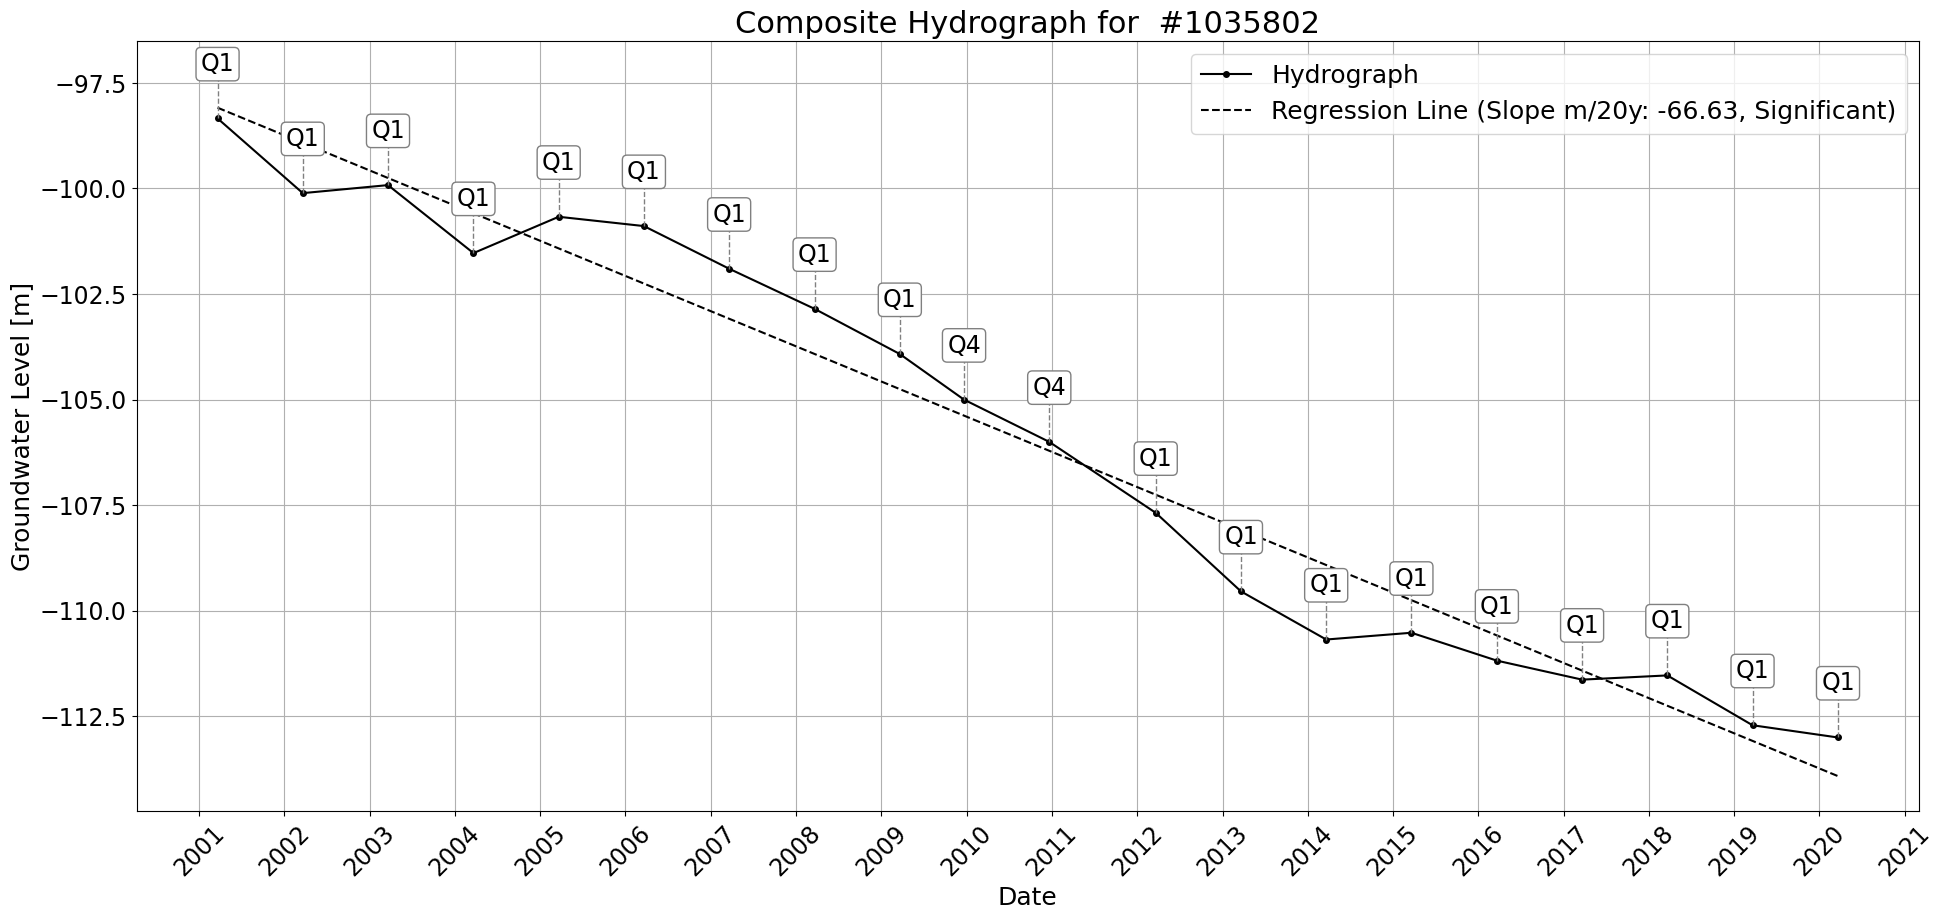 Composite Hydrograph for  #1035802
Hydrograph
Regression Line (Slope m/20y: -66.63, Significant)
Q1
Q1
Q1
Q1
Q1
Q1
Q1
Q1
Q1
Q4
Q4
Q1
Q1
Q1
Q1
Q1
Q1
Q1
Q1
Q1
Groundwater Level [m]
−97.5
−100.0
−102.5
−105.0
−107.5
−110.0
−112.5
2001
2002
2003
2004
2005
2006
2007
2008
2009
2010
2011
2012
2013
2014
2015
2016
2017
2018
2019
2020
2021
Date